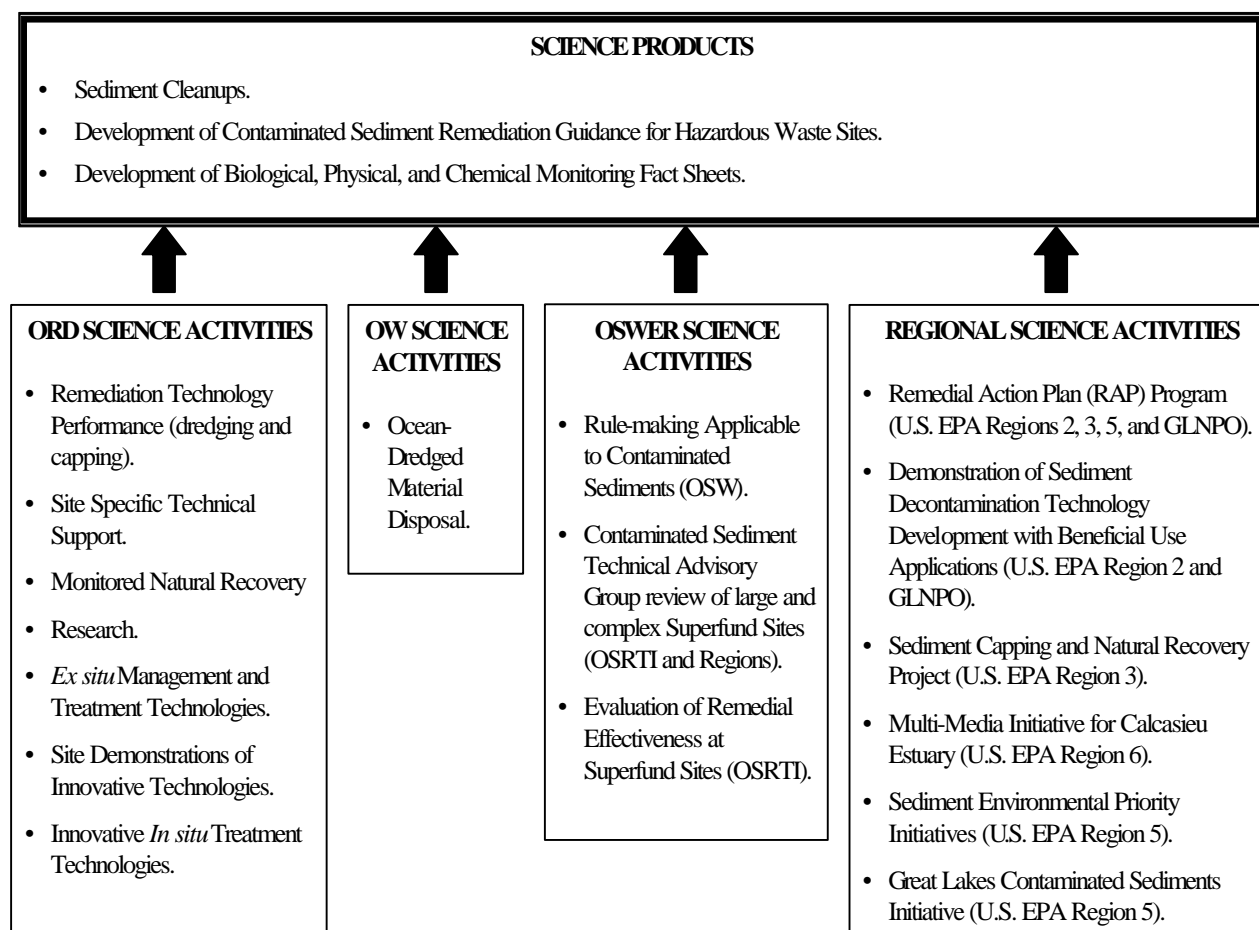 SCIENCE PRODUCTS
• Sediment Cleanups.
• Development of Contaminated Sediment Remediation Guidance for Hazardous Waste Sites.
• Development of Biological, Physical, and Chemical Monitoring Fact Sheets.
ORD SCIENCE ACTIVITIES
• Remediation Technology
Performance (dredging and
capping).
• Site Specific Technical
Support.
• Monitored Natural Recovery
• Research.
• Ex situ Management and
Treatment Technologies.
• Site Demonstrations of
Innovative Technologies.
• Innovative In situ Treatment
Technologies.
OW SCIENCE
ACTIVITIES
• Ocean-
Dredged
Material
Disposal.
OSWER SCIENCE
ACTIVITIES
• Rule-making Applicable
to Contaminated
Sediments (OSW).
• Contaminated Sediment
Technical Advisory
Group review of large and
complex Superfund Sites
(OSRTI and Regions).
• Evaluation of Remedial
Effectiveness at
Superfund Sites (OSRTI).
REGIONAL SCIENCE ACTIVITIES
• Remedial Action Plan (RAP) Program
(U.S. EPA Regions 2, 3, 5, and GLNPO).
• Demonstration of Sediment
Decontamination Technology
Development with Beneficial Use
Applications (U.S. EPA Region 2 and
GLNPO).
• Sediment Capping and Natural Recovery
Project (U.S. EPA Region 3).
• Multi-Media Initiative for Calcasieu
Estuary (U.S. EPA Region 6).
• Sediment Environmental Priority
Initiatives (U.S. EPA Region 5).
• Great Lakes Contaminated Sediments
Initiative (U.S. EPA Region 5).